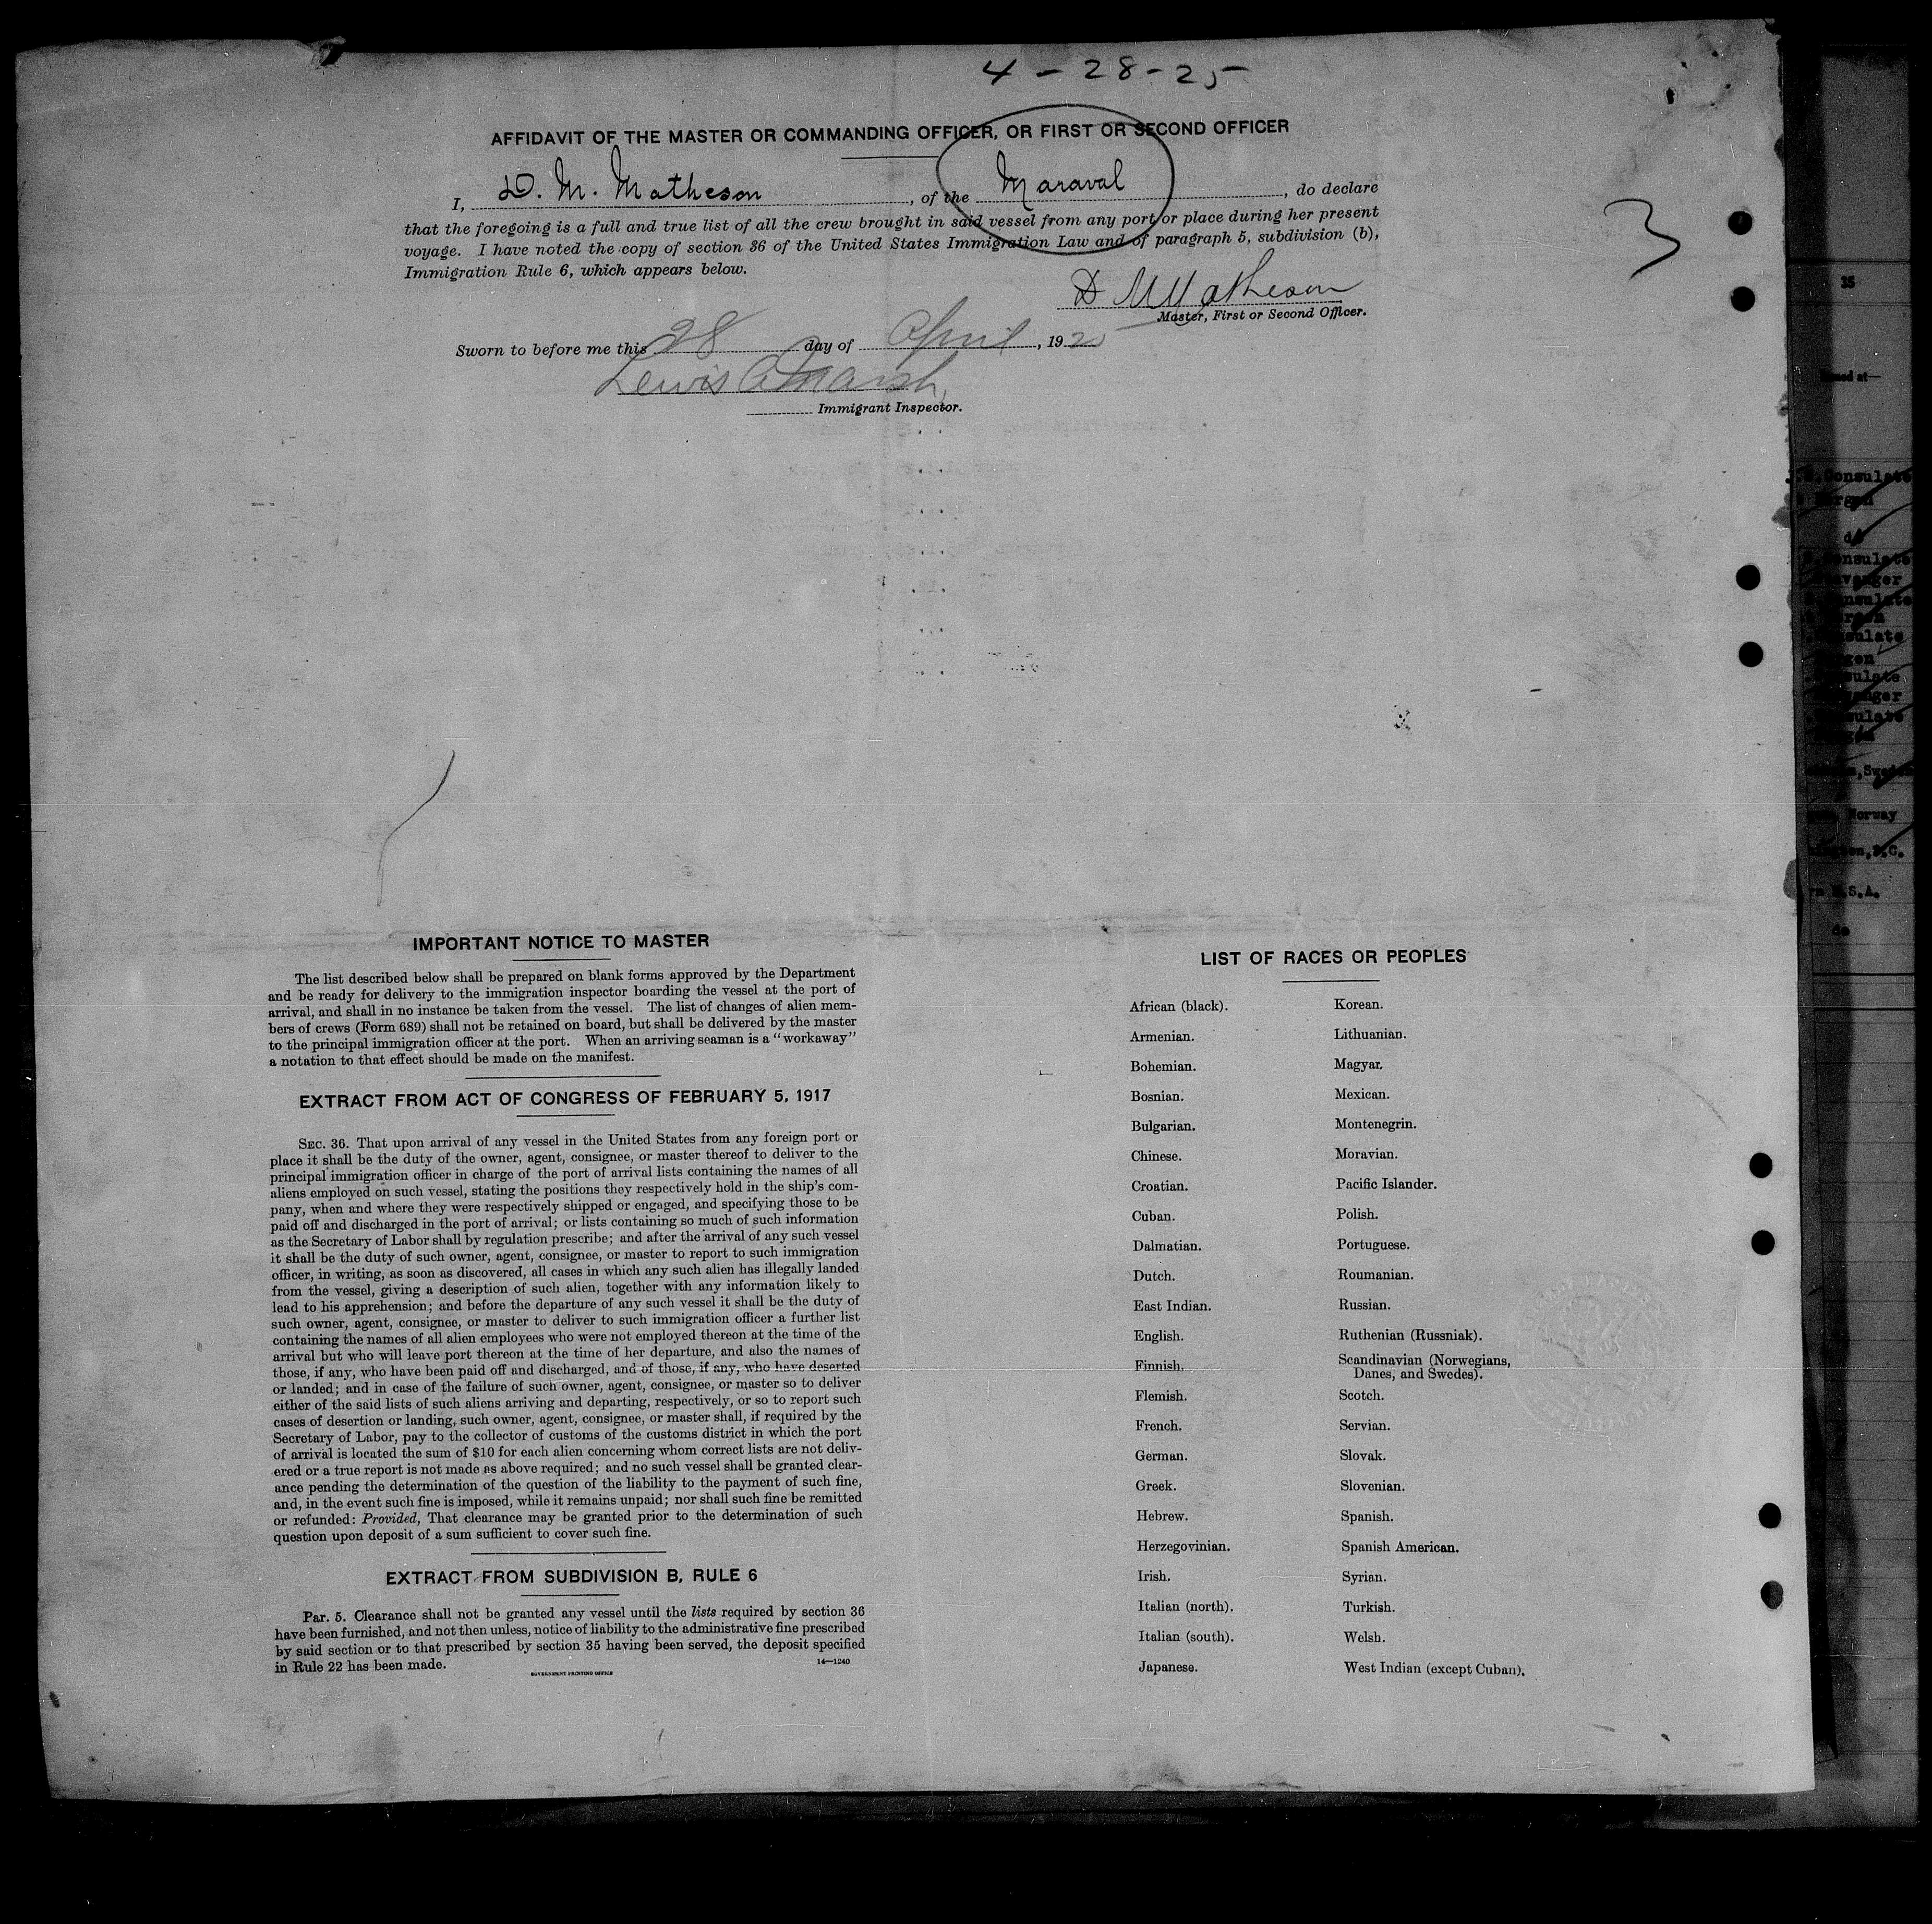 4-28-25
AFFIDAVIT OF THE MASTER OR COMMANDING OFFICER, OR FIRST OR SECOND OFFICER
I, D. M. Matheson, of the Maraval, do declare
that the foregoing is a full and true list of all the crew brought in said vessel from any port or place during her present
voyage. I have noted the copy of section 36 of the United States Immigration Law and of paragraph 5, subdivision (b),
Immigration Rule 6, which appears below.
3
D M Matheson
Master, First or Second Officer.
Sworn to before me this 28 day of April, 1925
Lewis A Marsh
Immigrant Inspector.
IMPORTANT NOTICE TO MASTER
The list described below shall be prepared on blank forms approved by the Department
and be ready for delivery to the immigration inspector boarding the vessel at the port of
arrival, and shall in no instance be taken from the vessel. The list of changes of alien mem-
bers of crews (Form 689) shall not be retained on board, but shall be delivered by the master
to the principal immigration officer at the port. When an arriving seaman is a "workaway"
a notation to that effect should be made on the manifest.
EXTRACT FROM ACT OF CONGRESS OF FEBRUARY 5, 1917
SEC. 36. That upon arrival of any vessel in the United States from any foreign port or
place it shall be the duty of the owner, agent, consignee, or master thereof to deliver to the
principal immigration officer in charge of the port of arrival lists containing the names of all
aliens employed on such vessel, stating the positions they respectively hold in the ship's com-
pany, when and where they were respectively shipped or engaged, and specifying those to be
paid off and discharged in the port of arrival; or lists containing so much of such information
as the Secretary of Labor shall by regulation prescribe; and after the arrival of any such vessel
it shall be the duty of such owner, agent, consignee, or master to report to such immigration
officer, in writing, as soon as discovered, all cases in which any such alien has illegally landed
from the vessel, giving a description of such alien, together with any information likely to
lead to his apprehension; and before the departure of any such vessel it shall be the duty of
such owner, agent, consignee, or master to deliver to such immigration officer a further list
containing the names of all alien employees who were not employed thereon at the time of the
arrival but who will leave port thereon at the time of her departure, and also the names of
those, if any, who have been paid off and discharged, and of those, if any, who have deserted
or landed; and in case of the failure of such owner, agent, consignee, or master so to deliver
either of the said lists of such aliens arriving and departing, respectively, or so to report such
cases of desertion or landing, such owner, agent, consignee, or master shall, if required by the
Secretary of Labor, pay to the collector of customs of the customs district in which the port
of arrival is located the sum of $10 for each alien concerning whom correct lists are not deliv-
ered or a true report is not made as above required; and no such vessel shall be granted clear-
ance pending the determination of the question of the liability to the payment of such fine,
and, in the event such fine is imposed, while it remains unpaid; nor shall such fine be remitted
or refunded: Provided, That clearance may be granted prior to the determination of such
question upon deposit of a sum sufficient to cover such fine.
EXTRACT FROM SUBDIVISION B, RULE 6
Par. 5. Clearance shall not be granted any vessel until the lists required by section 36
have been furnished, and not then unless, notice of liability to the administrative fine prescribed
by said section or to that prescribed by section 35 having been served, the deposit specified
in Rule 22 has been made.
GOVERNMENT PRINTING OFFICE
14—1240
LIST OF RACES OR PEOPLES
African (black).
Armenian.
Bohemian.
Bosnian.
Bulgarian.
Chinese.
Croatian.
Cuban.
Dalmatian.
Dutch.
East Indian.
English.
Finnish.
Flemish.
French.
German.
Greek.
Hebrew.
Herzegovinian.
Irish.
Italian (north).
Italian (south).
Japanese.
Korean.
Lithuanian.
Magyar.
Mexican.
Montenegrin.
Moravian.
Pacific Islander.
Polish.
Portuguese.
Roumanian.
Russian.
Ruthenian (Russniak).
Scandinavian (Norwegians,
Danes, and Swedes).
Scotch.
Servian.
Slovak.
Slovenian.
Spanish.
Spanish American.
Syrian.
Turkish.
Welsh.
West Indian (except Cuban).
35
at—
Consulate
Norway
S.A.
do